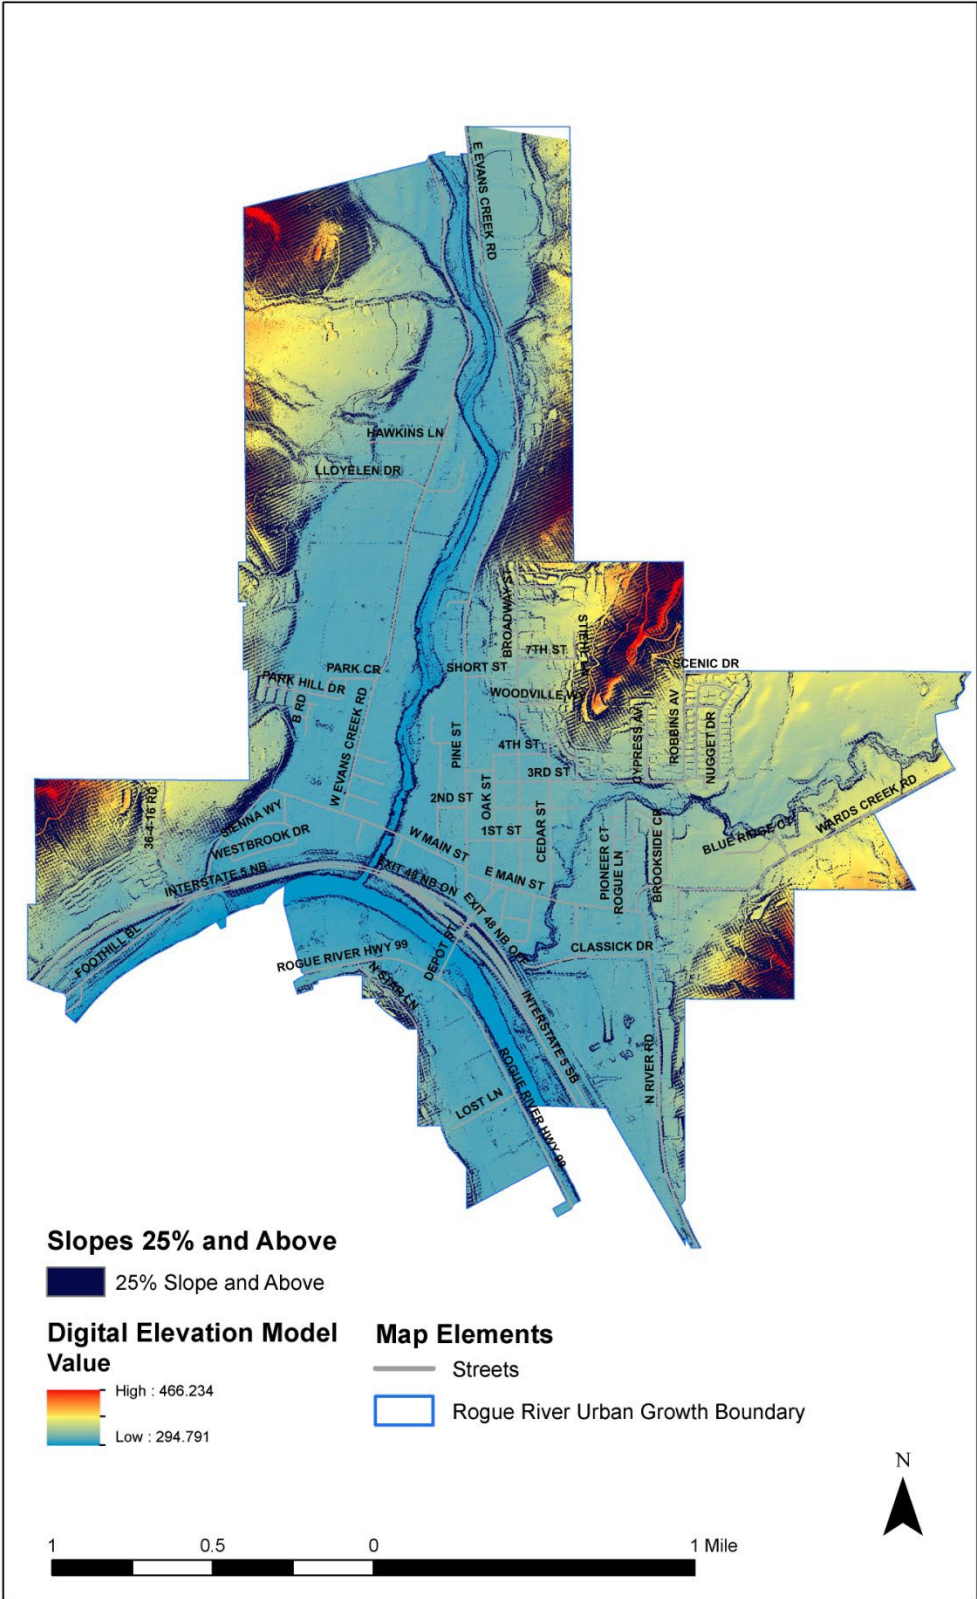 E EVANS CREEK RD
HAWKINS LN
LLOYELEN DR
BROADWAY ST
7TH ST
SHORT ST
SCENIC DR
PARK CR
PARK HILL DR
B RD
W EVANS CREEK RD
WOODVILLE WY
CYPRESS AV
ROBBINS AV
NUGGET DR
PINE ST
4TH ST
3RD ST
OAK ST
2ND ST
1ST ST
CEDAR ST
36-4-16 RD
SIENNA WY
WESTBROOK DR
W MAIN ST
E MAIN ST
PIONEER CT
ROGUE LN
BROOKSIDE CR
BLUE RIDGE CT
WARDS CREEK RD
INTERSTATE 5 NB
EXIT 48 NB ON
EXIT 48 NB OFF
FOOTHILL BL
ROGUE RIVER HWY 99
N STAR LN
DEPOT ST
CLASSICK DR
INTERSTATE 5 SB
N RIVER RD
ROGUE RIVER HWY 99
LOST LN
Slopes 25% and Above
25% Slope and Above
Digital Elevation Model
Value
High : 466.234
Low : 294.791
Map Elements
Streets
Rogue River Urban Growth Boundary
N
1 0.5 0 1 Mile